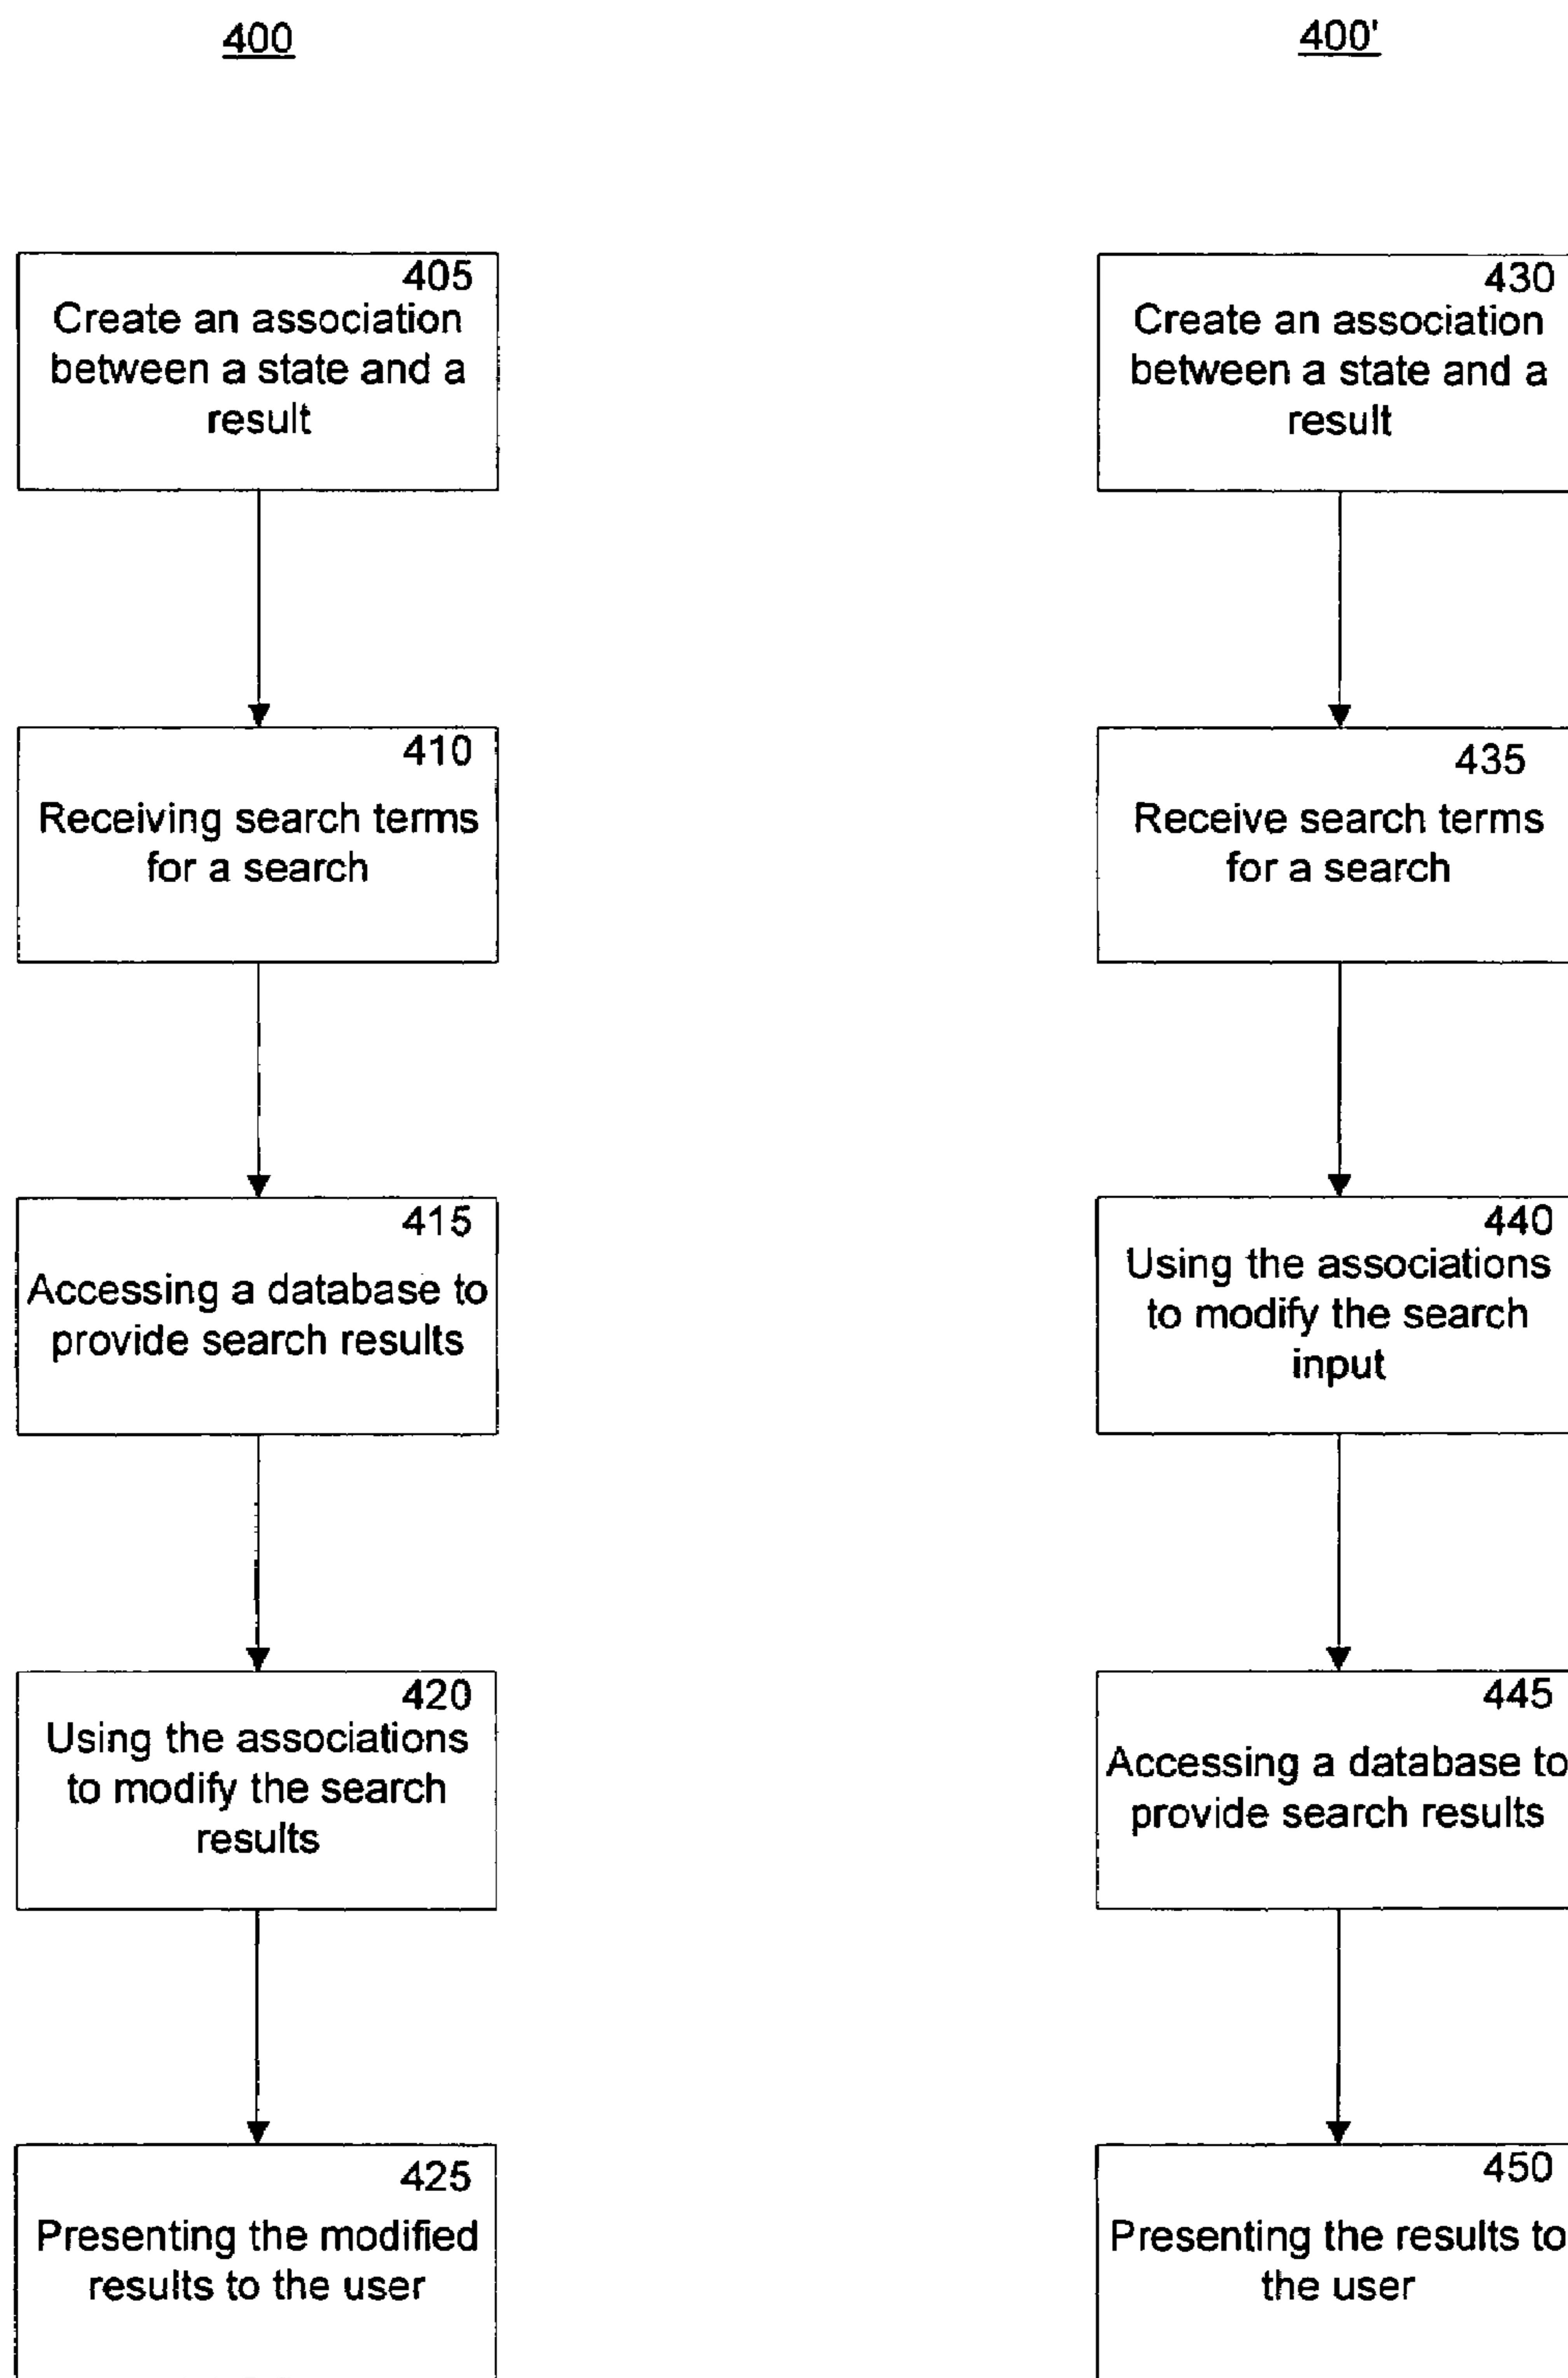 400
405
Create an association
between a state and a
result
410
Receiving search terms
for a search
415
Accessing a database to
provide search results
420
Using the associations
to modify the search
results
425
Presenting the modified
results to the user
400'
430
Create an association
between a state and a
result
435
Receive search terms
for a search
440
Using the associations
to modify the search
input
445
Accessing a database to
provide search results
450
Presenting the results to
the user